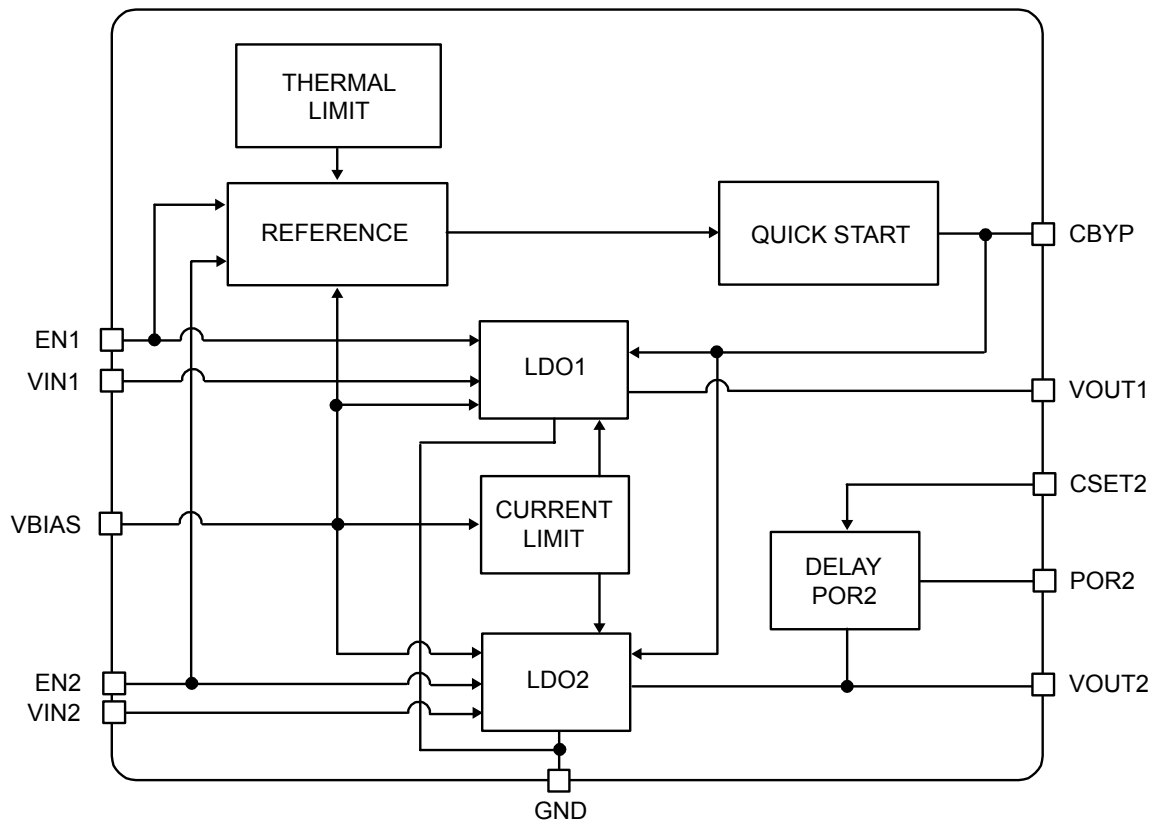 THERMAL
LIMIT
REFERENCE
QUICK START
CBYP
EN1
VIN1
LDO1
VOUT1
VBIAS
CURRENT
LIMIT
CSET2
DELAY
POR2
POR2
EN2
VIN2
LDO2
VOUT2
GND